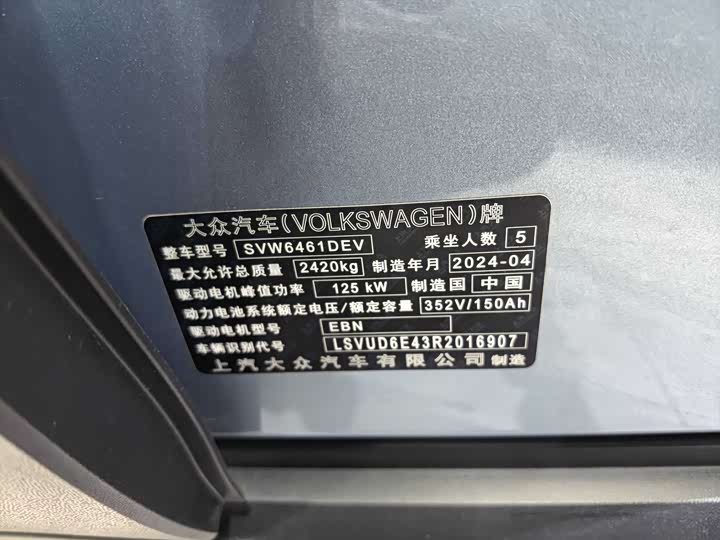 大众汽车(VOLKSWAGEN)牌
整车型号 SVW6461DEV 乘坐人数 5
最大允许总质量 2420kg 制造年月 2024-04
驱动电机峰值功率 125 kW 制造国 中国
动力电池系统额定电压/额定容量 352V/150Ah
驱动电机型号 EBN
车辆识别代号 LSVUD6E43R2016907
上汽大众汽车有限公司 制造